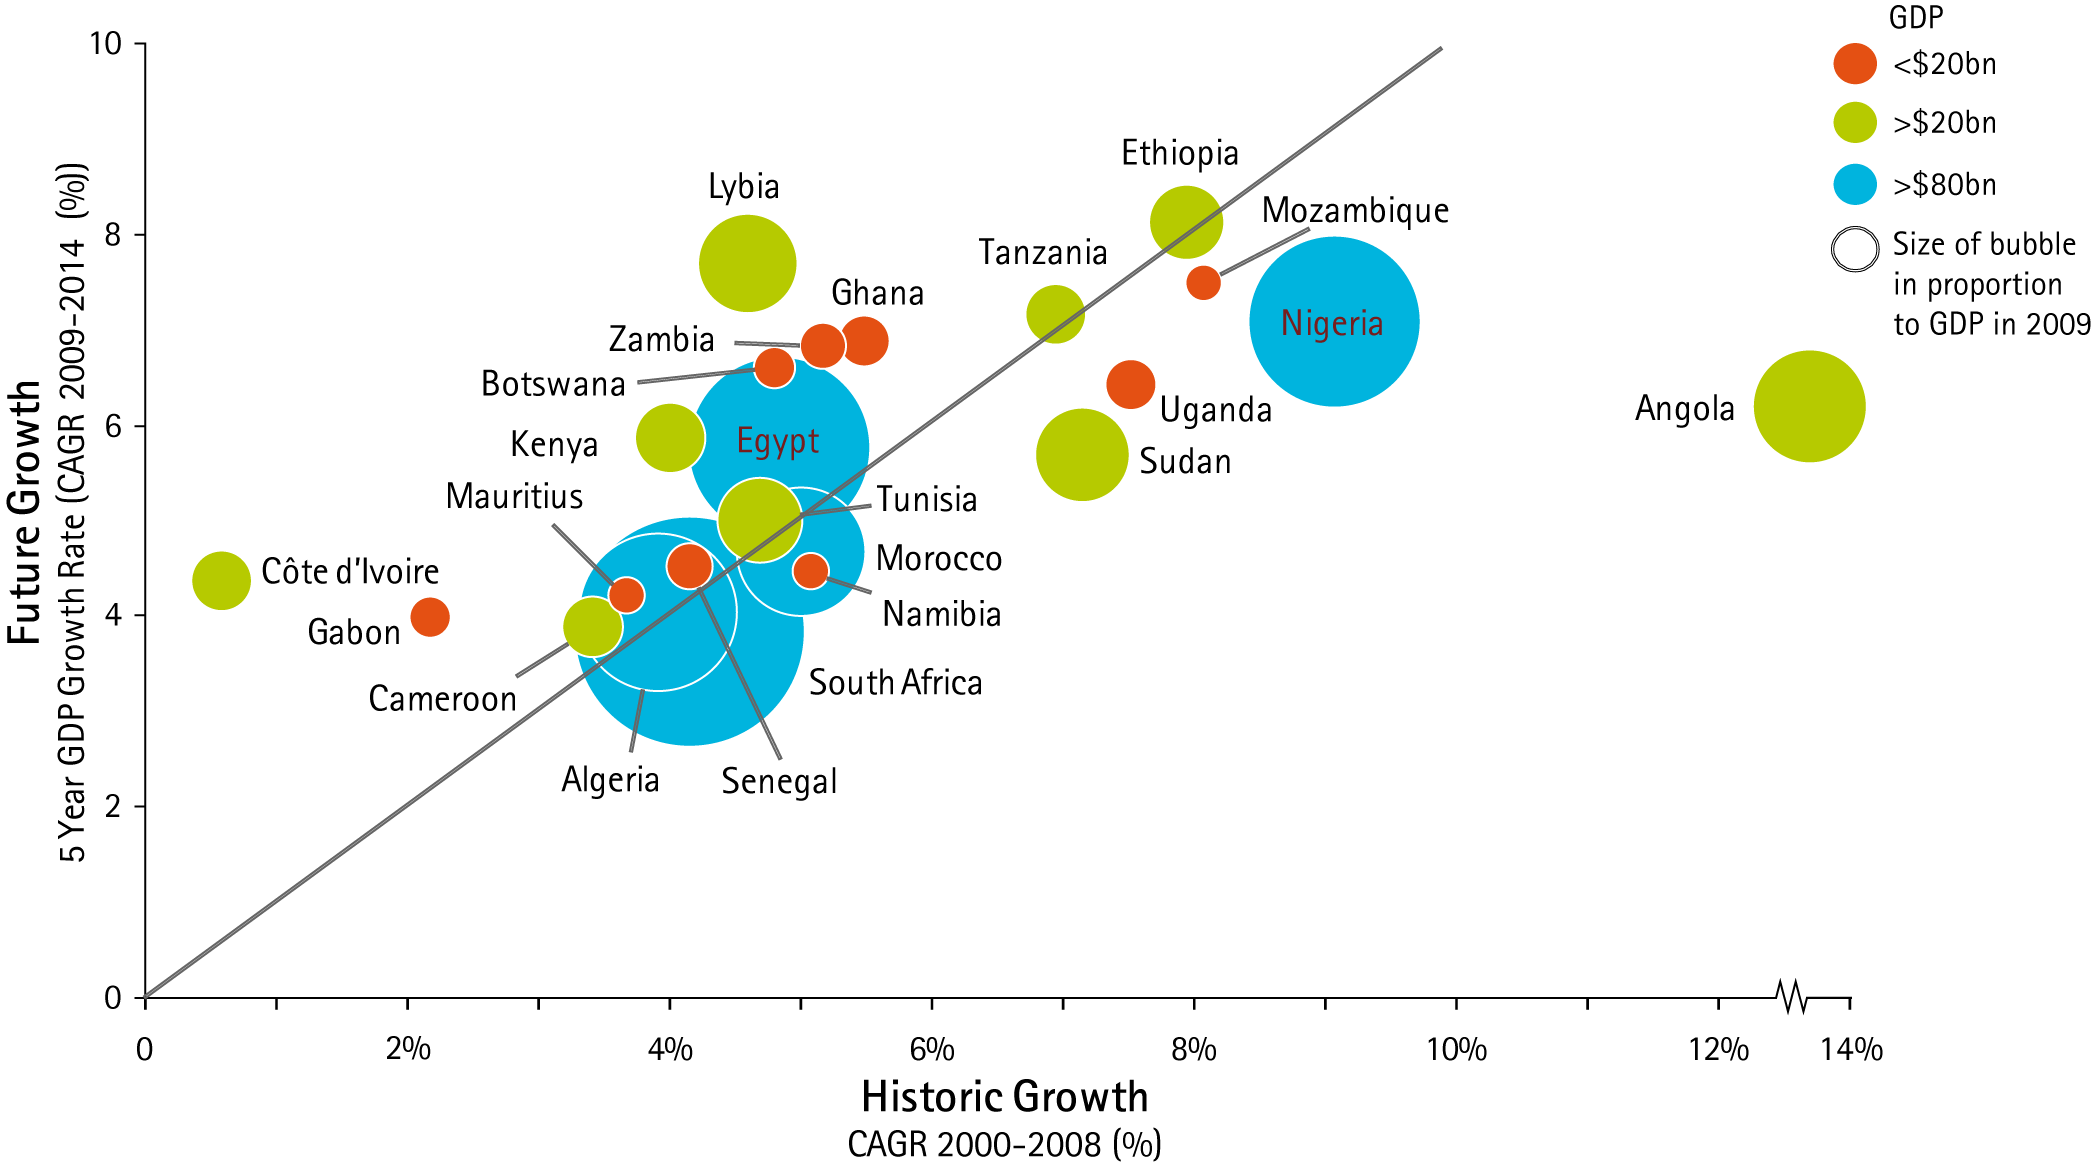 GDP
<$20bn
>$20bn
>$80bn
Size of bubble
in proportion
to GDP in 2009
10
8
6
4
2
0
Future Growth
5 Year GDP Growth Rate (CAGR 2009-2014 (%))
Ethiopia
Lybia
Mozambique
Tanzania
Ghana
Nigeria
Zambia
Botswana
Angola
Uganda
Kenya
Egypt
Sudan
Mauritius
Tunisia
Morocco
Côte d'Ivoire
Namibia
Gabon
South Africa
Cameroon
Algeria
Senegal
0
2%
4%
6%
8%
10%
12%
14%
Historic Growth
CAGR 2000-2008 (%)